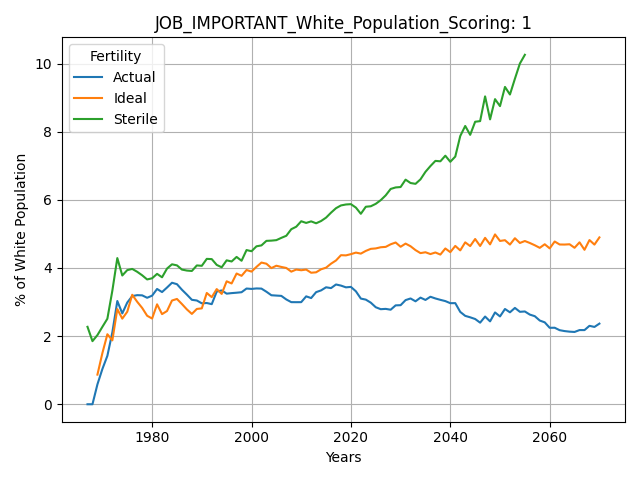 JOB_IMPORTANT_White_Population_Scoring: 1
Fertility
Actual
Ideal
Sterile
% of White Population
10
8
6
4
2
0
1980 2000 2020 2040 2060
Years